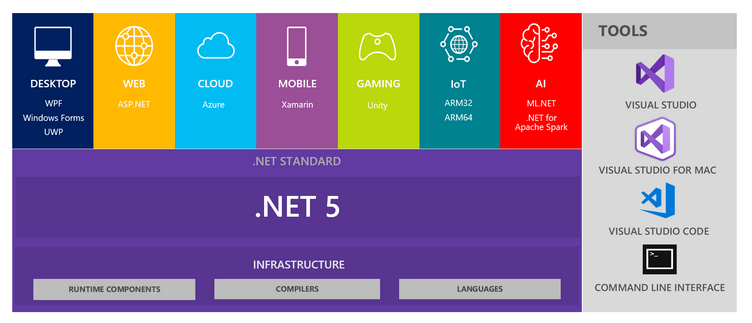 DESKTOP
WPF
Windows Forms
UWP
WEB
ASP.NET
CLOUD
Azure
MOBILE
Xamarin
GAMING
Unity
IoT
ARM32
ARM64
AI
ML.NET
.NET for
Apache Spark
.NET STANDARD
.NET 5
INFRASTRUCTURE
RUNTIME COMPONENTS
COMPILERS
LANGUAGES
TOOLS
VISUAL STUDIO
VISUAL STUDIO FOR MAC
VISUAL STUDIO CODE
>_
COMMAND LINE INTERFACE